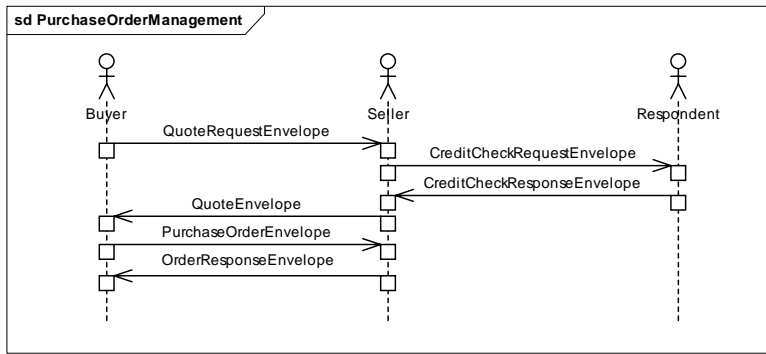 sd PurchaseOrderManagement
Buyer
Seller
Respondent
QuoteRequestEnvelope
CreditCheckRequestEnvelope
CreditCheckResponseEnvelope
QuoteEnvelope
PurchaseOrderEnvelope
OrderResponseEnvelope